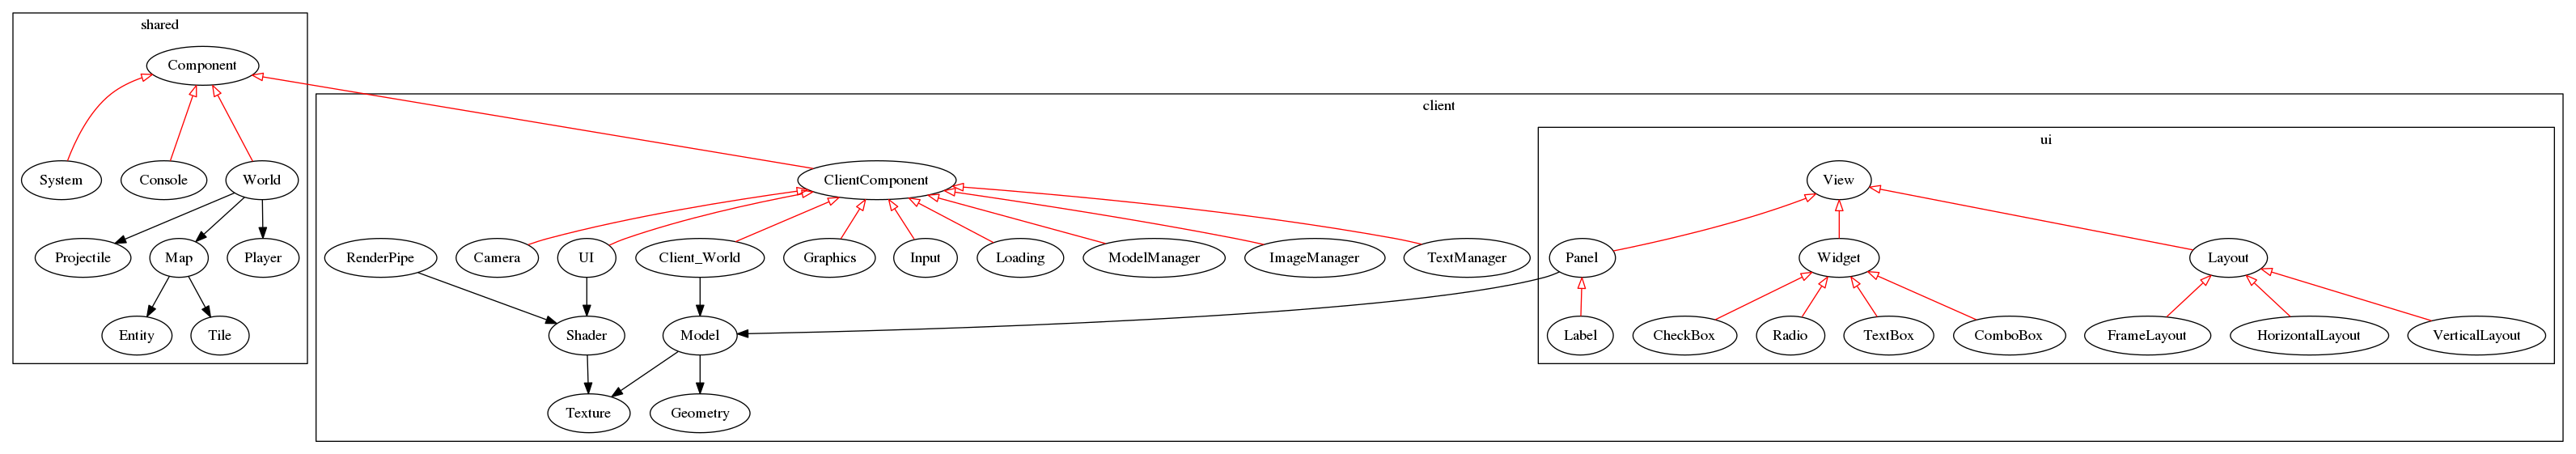 shared
Component
client
ui
System
Console
World
ClientComponent
View
Projectile
Map
Player
RenderPipe
Camera
UI
Client_World
Graphics
Input
Loading
ModelManager
ImageManager
TextManager
Panel
Widget
Layout
Entity
Tile
Shader
Model
Label
CheckBox
Radio
TextBox
ComboBox
FrameLayout
HorizontalLayout
VerticalLayout
Texture
Geometry